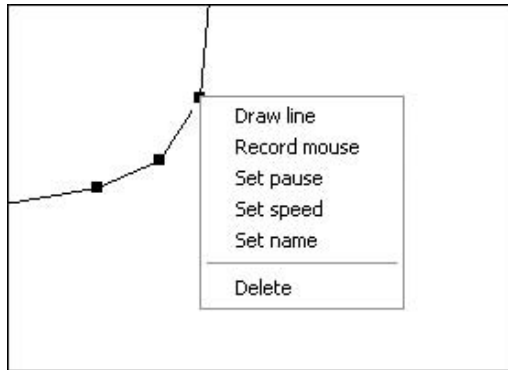 Draw line
Record mouse
Set pause
Set speed
Set name
Delete